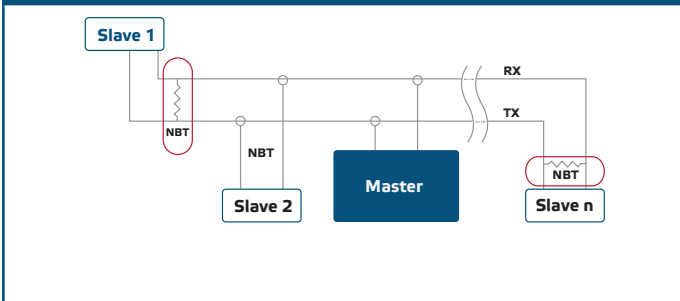 Slave 1
RX
TX
NBT
NBT
NBT
Master
Slave 2
Slave n